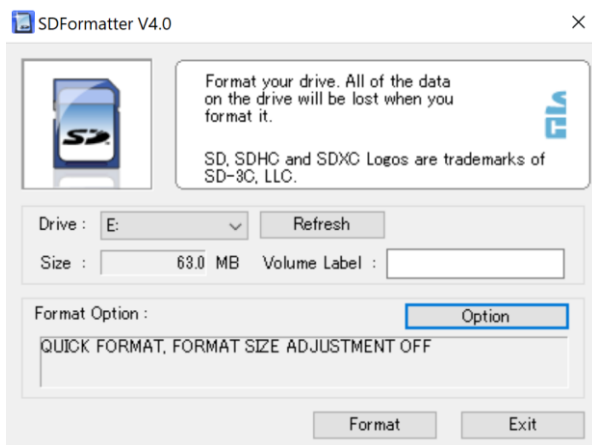 SDFormatter V4.0
SD
Format your drive. All of the data
on the drive will be lost when you
format it.
SD, SDHC and SDXC Logos are trademarks of
SD-3C, LLC.
Drive : E: Refresh
Size : 63.0 MB Volume Label :
Format Option :
Option
QUICK FORMAT, FORMAT SIZE ADJUSTMENT OFF
Format Exit